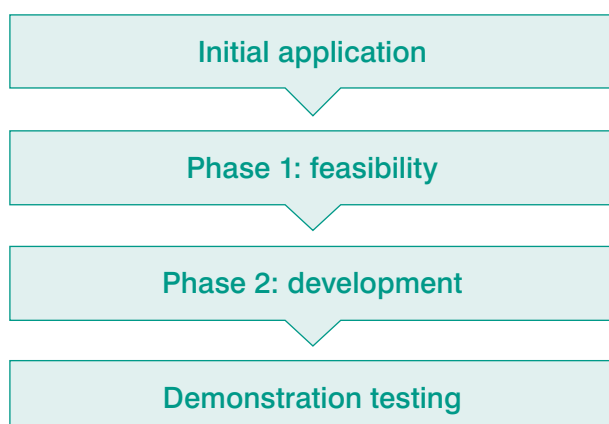 Initial application
Phase 1: feasibility
Phase 2: development
Demonstration testing